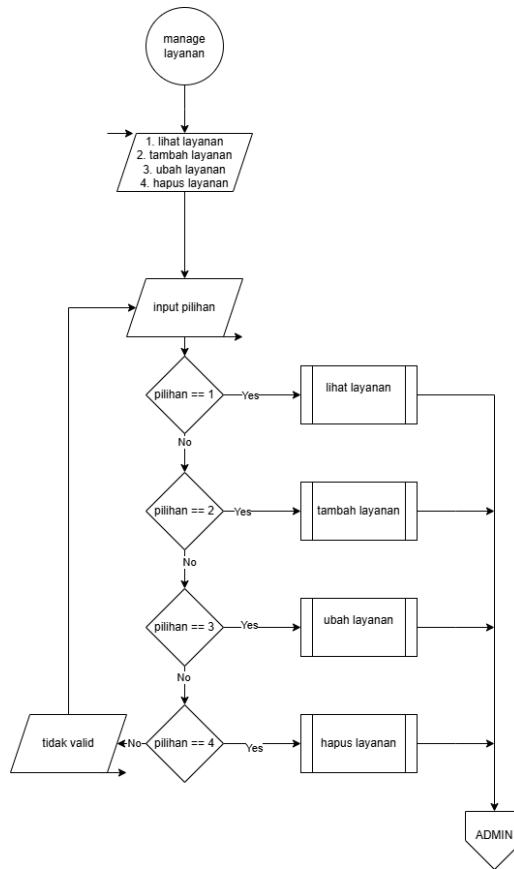 manage
layanan
1. lihat layanan
2. tambah layanan
3. ubah layanan
4. hapus layanan
input pilihan
pilihan == 1
Yes
lihat layanan
No
pilihan == 2
Yes
tambah layanan
No
pilihan == 3
Yes
ubah layanan
No
tidak valid
No
pilihan == 4
Yes
hapus layanan
ADMIN